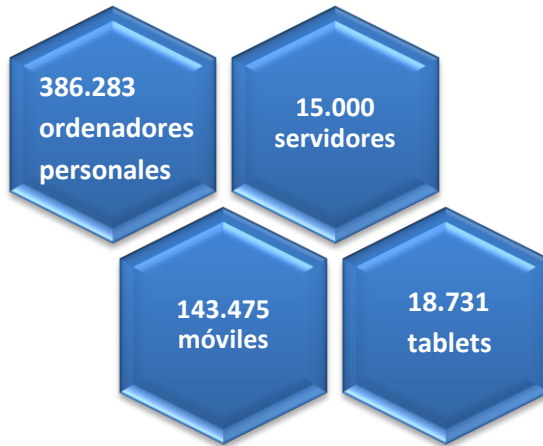 386.283
ordenadores
personales
15.000
servidores
143.475
móviles
18.731
tablets